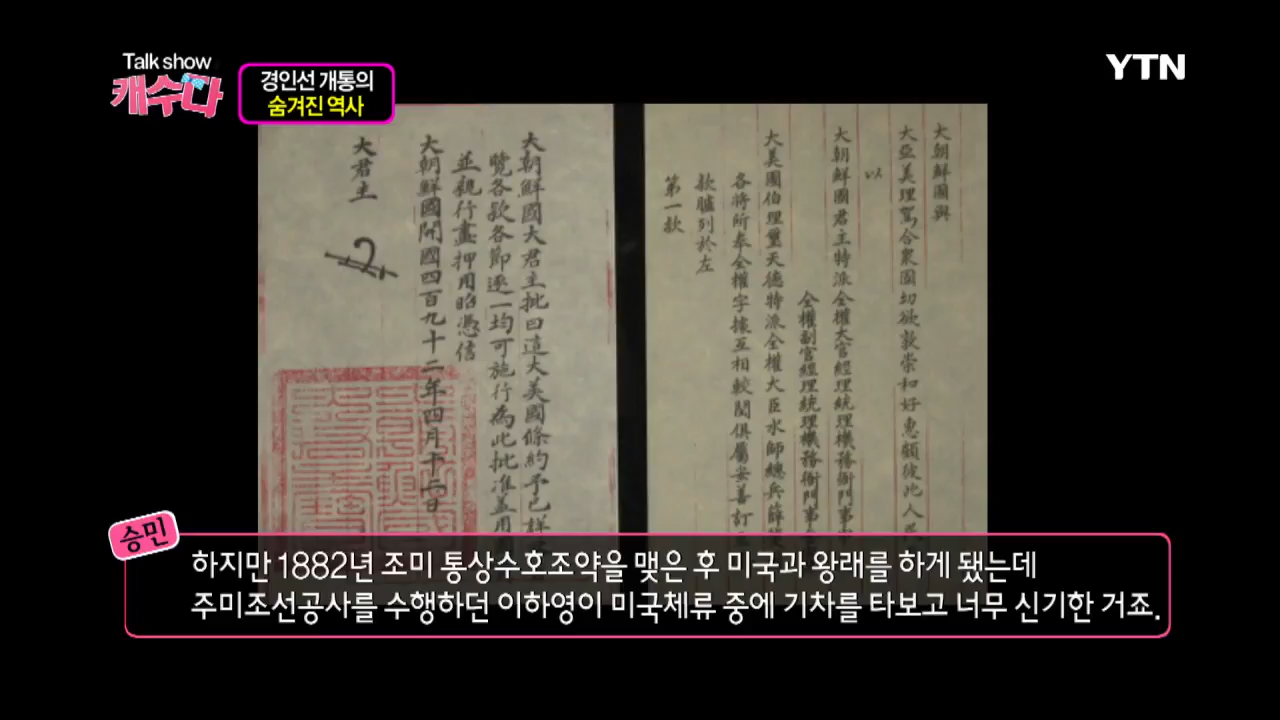 Talk show
캐수다
경인선 개통의
숨겨진 역사
YTN
大朝鮮國與
大亞美理駕合衆國切欲敦崇和好惠顧彼此人民
以
大朝鮮國君主特派全權大官經理統理機務衙門事
全權副官經理統理機務衙門事
大美國伯理璽天德特派全權大臣水師總兵薛
各將所奉全權字據互相較閱俱屬妥善訂
款臚列於左
第一款
大朝鮮國大君主批曰這大美國條約予已詳
覽各款各節逐一均可施行為此批准蓋用
並親行畫押用昭憑信
大朝鮮國開國四百九十二年四月十二日
大君主
승민
하지만 1882년 조미 통상수호조약을 맺은 후 미국과 왕래를 하게 됐는데
주미조선공사를 수행하던 이하영이 미국체류 중에 기차를 타보고 너무 신기한 거죠.